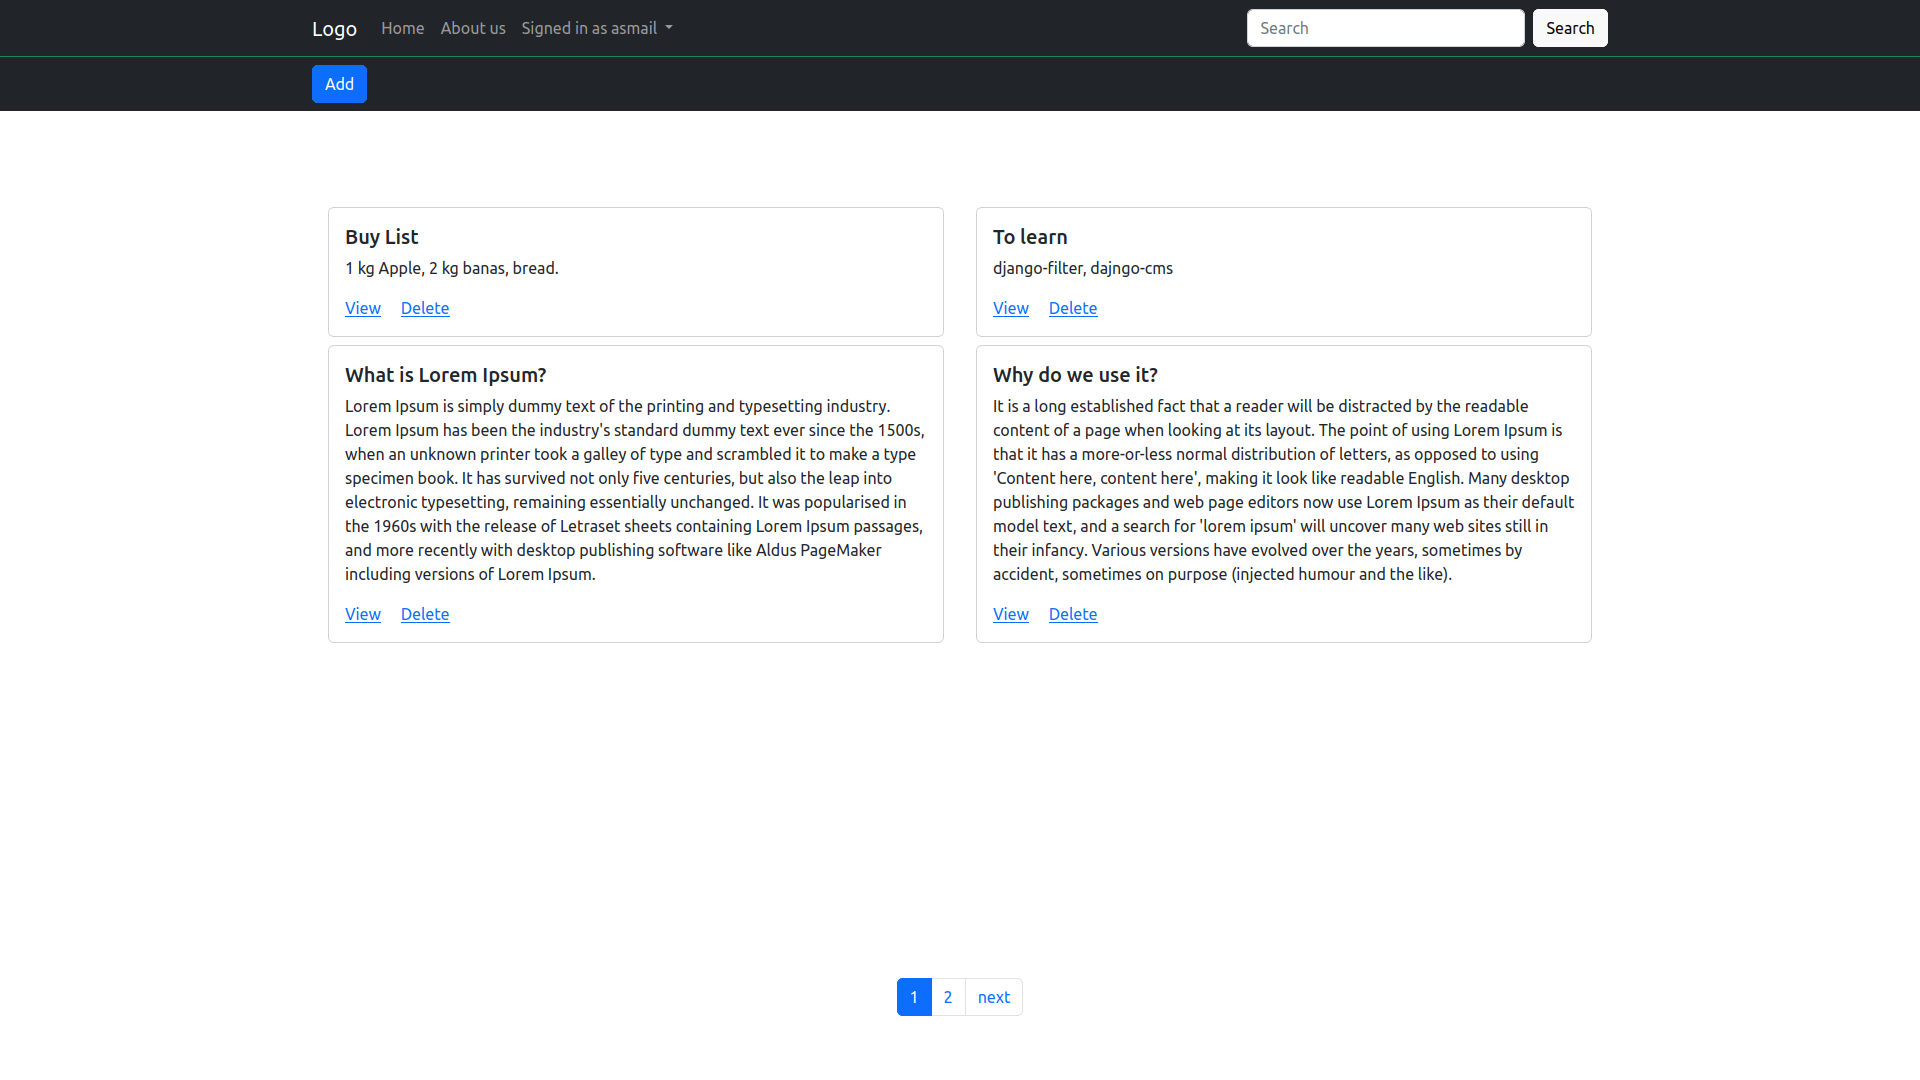 Logo Home About us Signed in as asmail Search Search
Add
Buy List
1 kg Apple, 2 kg banas, bread.
View Delete
To learn
django-filter, dajngo-cms
View Delete
What is Lorem Ipsum?
Lorem Ipsum is simply dummy text of the printing and typesetting industry.
Lorem Ipsum has been the industry's standard dummy text ever since the 1500s,
when an unknown printer took a galley of type and scrambled it to make a type
specimen book. It has survived not only five centuries, but also the leap into
electronic typesetting, remaining essentially unchanged. It was popularised in
the 1960s with the release of Letraset sheets containing Lorem Ipsum passages,
and more recently with desktop publishing software like Aldus PageMaker
including versions of Lorem Ipsum.
View Delete
Why do we use it?
It is a long established fact that a reader will be distracted by the readable
content of a page when looking at its layout. The point of using Lorem Ipsum is
that it has a more-or-less normal distribution of letters, as opposed to using
'Content here, content here', making it look like readable English. Many desktop
publishing packages and web page editors now use Lorem Ipsum as their default
model text, and a search for 'lorem ipsum' will uncover many web sites still in
their infancy. Various versions have evolved over the years, sometimes by
accident, sometimes on purpose (injected humour and the like).
View Delete
1 2 next